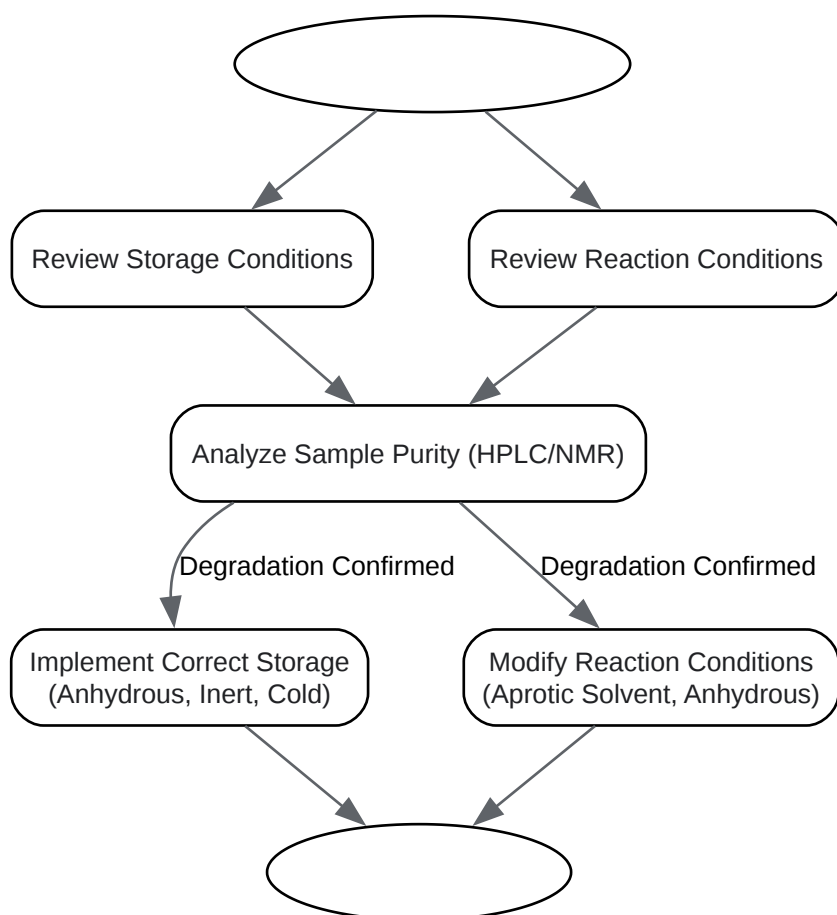 Review Storage Conditions
Review Reaction Conditions
Analyze Sample Purity (HPLC/NMR)
Degradation Confirmed
Degradation Confirmed
Implement Correct Storage
(Anhydrous, Inert, Cold)
Modify Reaction Conditions
(Aprotic Solvent, Anhydrous)